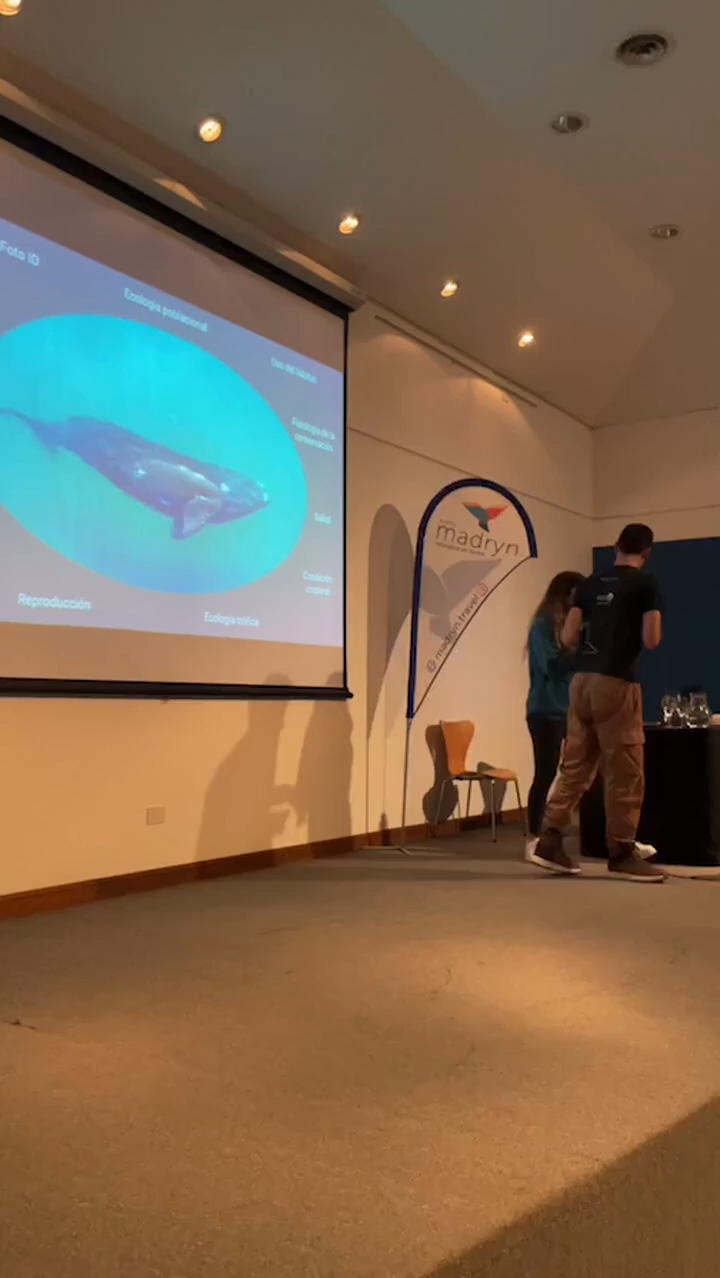 Foto ID
Ecología poblacional
Uso del hábitat
Fisiología de la
conservación
Salud
Condición
corporal
Reproducción
Ecología trófica
madryn
madryn.travel